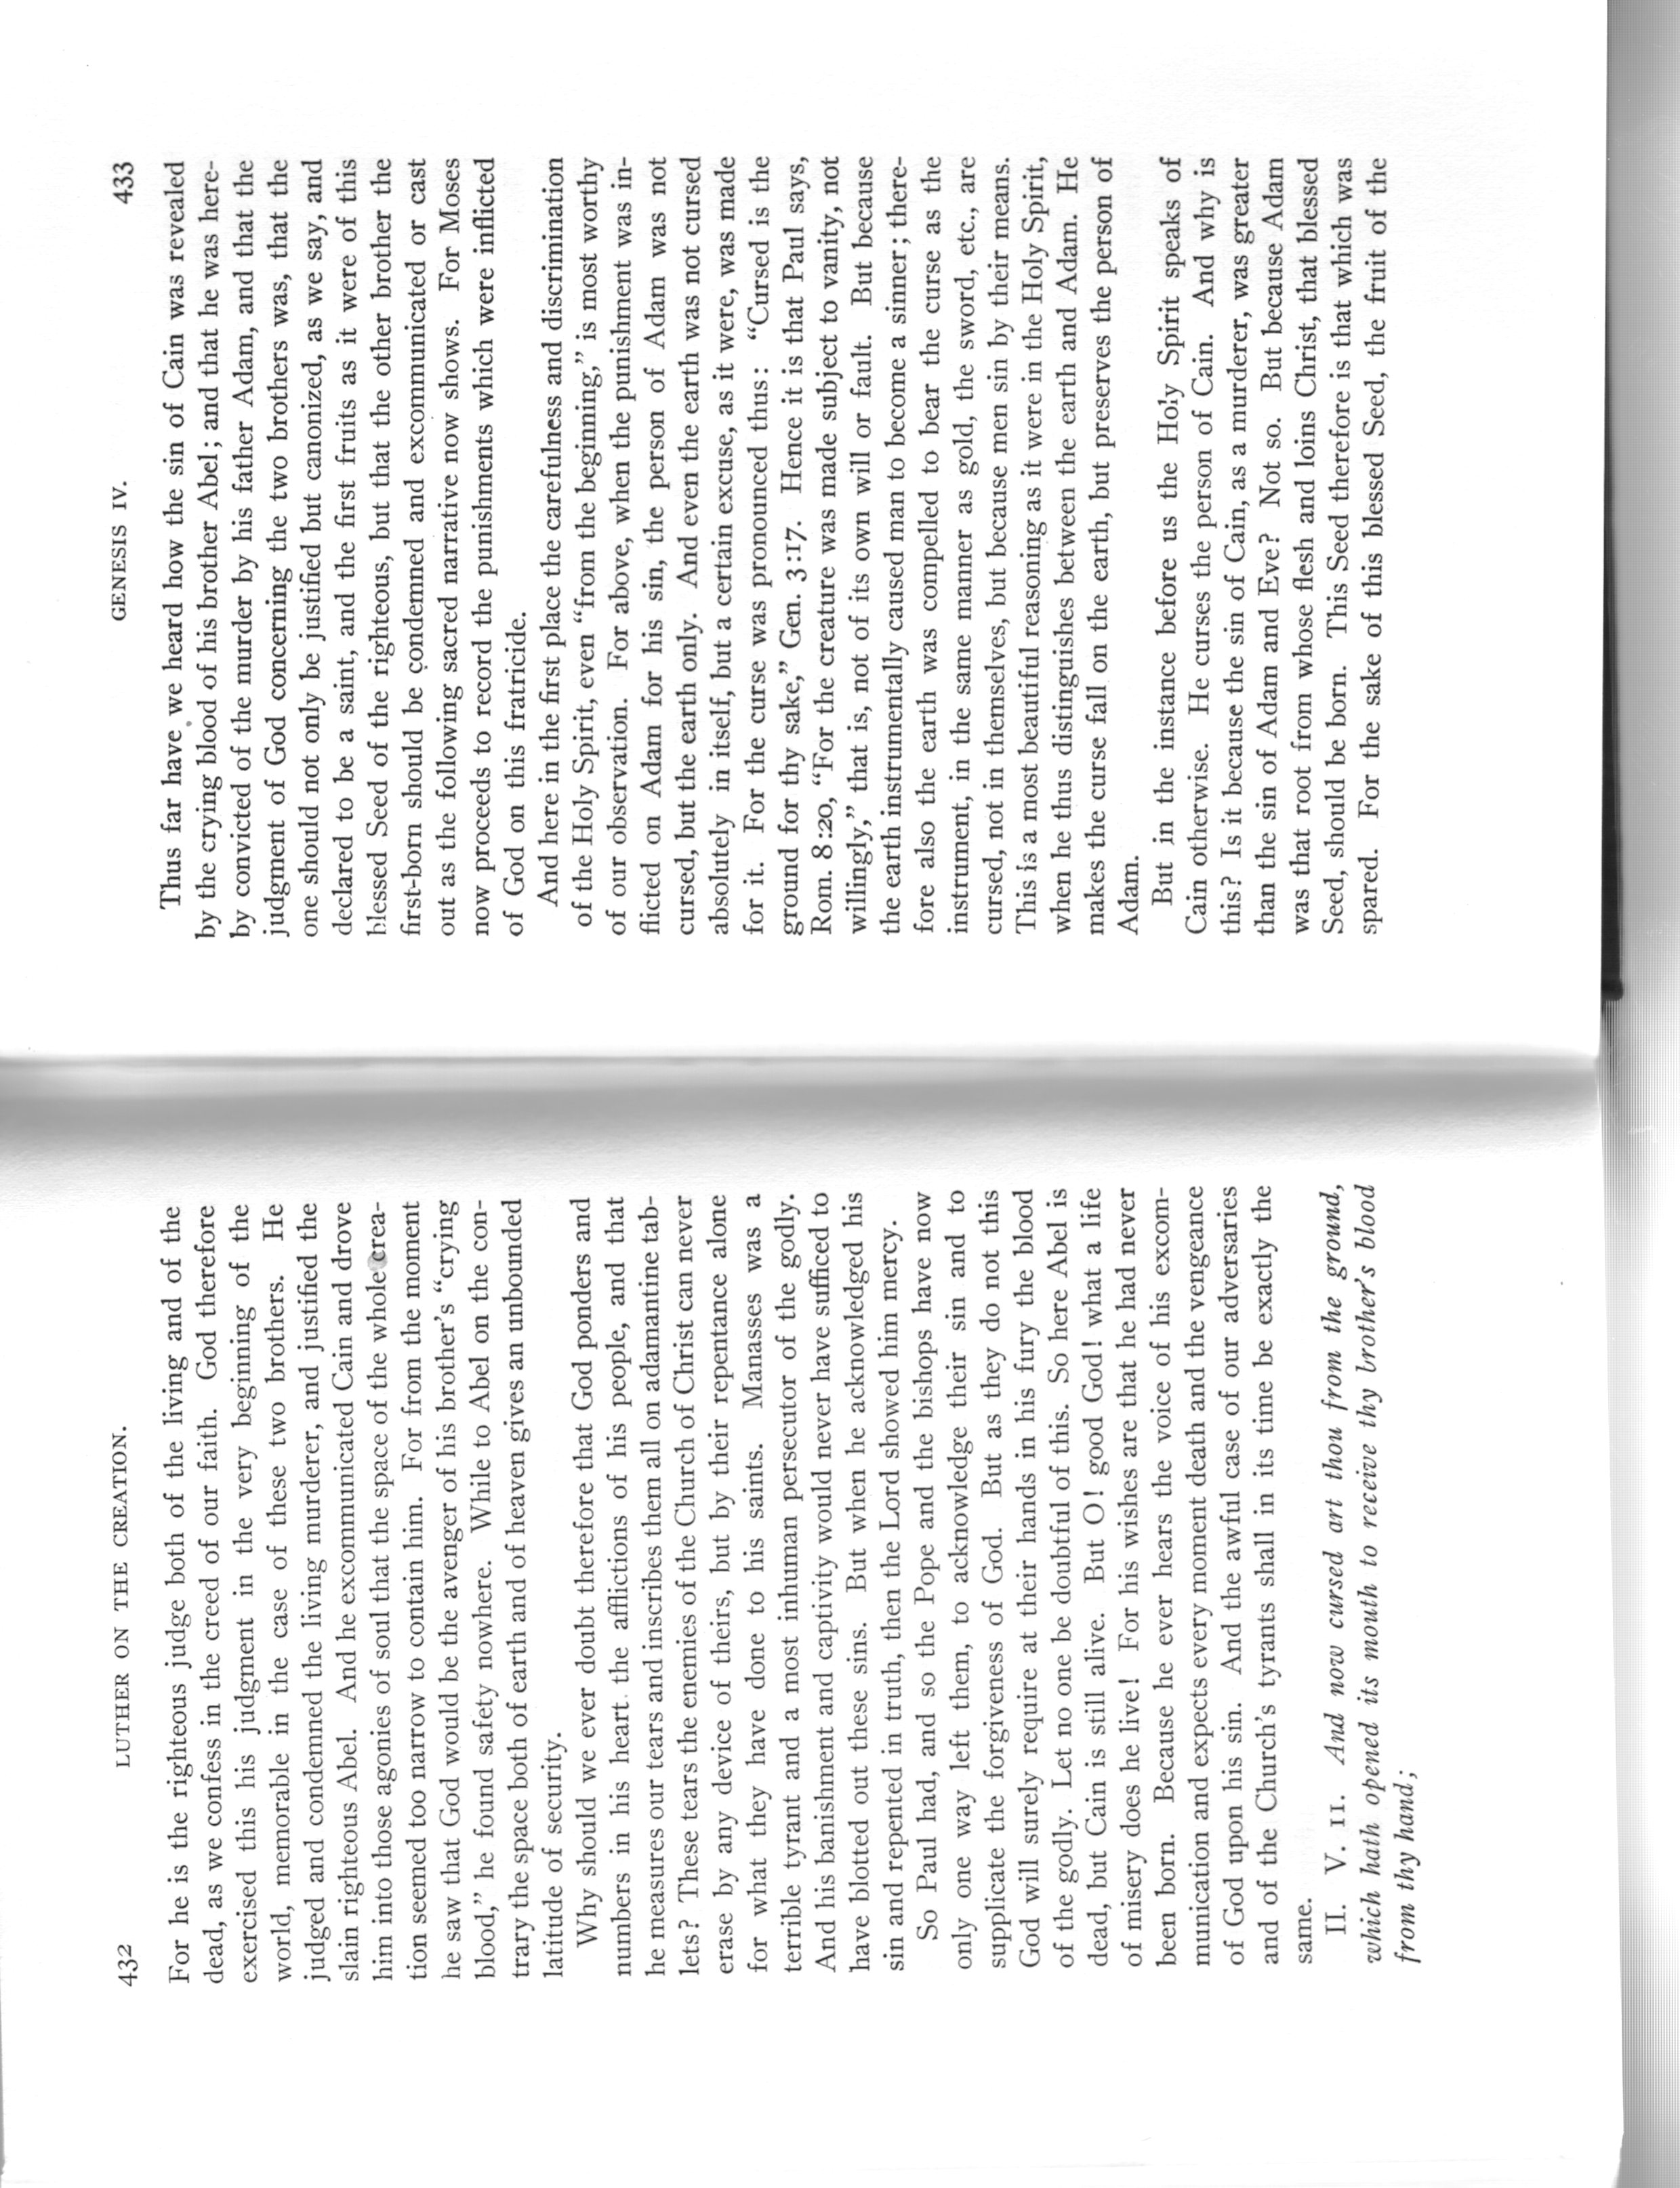 432 LUTHER ON THE CREATION.
For he is the righteous judge both of the living and of the
dead, as we confess in the creed of our faith. God therefore
exercised this his judgment in the very beginning of the
world, memorable in the case of these two brothers. He
judged and condemned the living murderer, and justified the
slain righteous Abel. And he excommunicated Cain and drove
him into those agonies of soul that the space of the whole crea-
tion seemed too narrow to contain him. For from the moment
he saw that God would be the avenger of his brother's “crying
blood,” he found safety nowhere. While to Abel on the con-
trary the space both of earth and of heaven gives an unbounded
latitude of security.
Why should we ever doubt therefore that God ponders and
numbers in his heart the afflictions of his people, and that
he measures our tears and inscribes them all on adamantine tab-
lets? These tears the enemies of the Church of Christ can never
erase by any device of theirs, but by their repentance alone
for what they have done to his saints. Manasses was a
terrible tyrant and a most inhuman persecutor of the godly.
And his banishment and captivity would never have sufficed to
have blotted out these sins. But when he acknowledged his
sin and repented in truth, then the Lord showed him mercy.
So Paul had, and so the Pope and the bishops have now
only one way left them, to acknowledge their sin and to
supplicate the forgiveness of God. But as they do not this
God will surely require at their hands in his fury the blood
of the godly. Let no one be doubtful of this. So here Abel is
dead, but Cain is still alive. But O! good God! what a life
of misery does he live! For his wishes are that he had never
been born. Because he ever hears the voice of his excom-
munication and expects every moment death and the vengeance
of God upon his sin. And the awful case of our adversaries
and of the Church's tyrants shall in its time be exactly the
same.
II. V. 11. And now cursed art thou from the ground,
which hath opened its mouth to receive thy brother's blood
from thy hand;
GENESIS IV. 433
Thus far have we heard how the sin of Cain was revealed
by the crying blood of his brother Abel; and that he was here-
by convicted of the murder by his father Adam, and that the
judgment of God concerning the two brothers was, that the
one should not only be justified but canonized, as we say, and
declared to be a saint, and the first fruits as it were of this
blessed Seed of the righteous, but that the other brother the
first-born should be condemned and excommunicated or cast
out as the following sacred narrative now shows. For Moses
now proceeds to record the punishments which were inflicted
of God on this fratricide.
And here in the first place the carefulness and discrimination
of the Holy Spirit, even “from the beginning,” is most worthy
of our observation. For above, when the punishment was in-
flicted on Adam for his sin, the person of Adam was not
cursed, but the earth only. And even the earth was not cursed
absolutely in itself, but a certain excuse, as it were, was made
for it. For the curse was pronounced thus: “Cursed is the
ground for thy sake,” Gen. 3:17. Hence it is that Paul says,
Rom. 8:20, “For the creature was made subject to vanity, not
willingly,” that is, not of its own will or fault. But because
the earth instrumentally caused man to become a sinner; there-
fore also the earth was compelled to bear the curse as the
instrument, in the same manner as gold, the sword, etc., are
cursed, not in themselves, but because men sin by their means.
This is a most beautiful reasoning as it were in the Holy Spirit,
when he thus distinguishes between the earth and Adam. He
makes the curse fall on the earth, but preserves the person of
Adam.
But in the instance before us the Holy Spirit speaks of
Cain otherwise. He curses the person of Cain. And why is
this? Is it because the sin of Cain, as a murderer, was greater
than the sin of Adam and Eve? Not so. But because Adam
was that root from whose flesh and loins Christ, that blessed
Seed, should be born. This Seed therefore is that which was
spared. For the sake of this blessed Seed, the fruit of the